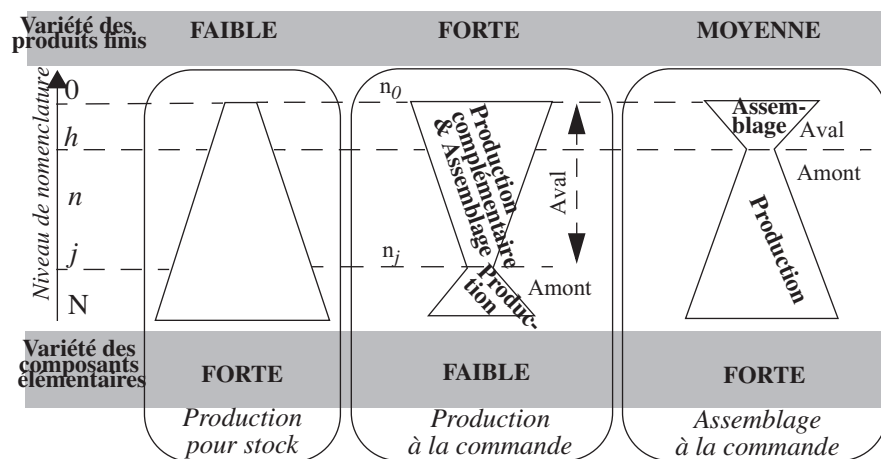 Variété des
produits finis
FAIBLE
FORTE
MOYENNE
Niveau de nomenclature
0
h
n
j
N
n0
nj
Production
complémentaire
& Assemblage
Produc-
tion
Aval
Amont
Assem-
blage
Aval
Amont
Production
Variété des
composants
élémentaires
FORTE
FAIBLE
FORTE
Production
pour stock
Production
à la commande
Assemblage
à la commande